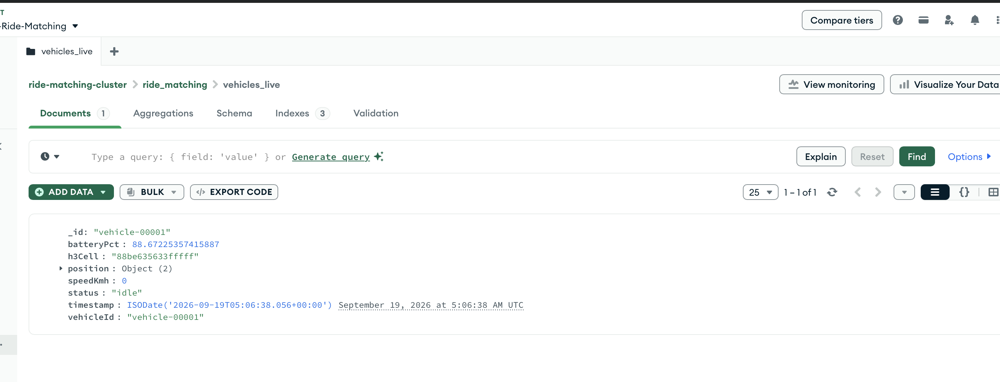 T
-Ride-Matching
Compare tiers
vehicles_live
ride-matching-cluster > ride_matching > vehicles_live
View monitoring
Visualize Your Data
Documents 1 Aggregations Schema Indexes 3 Validation
Type a query: { field: 'value' } or Generate query
Explain Reset Find Options
ADD DATA BULK EXPORT CODE
25 1 – 1 of 1
_id: "vehicle-00001"
batteryPct : 88.67225357415887
h3Cell : "88be635633fffff"
position : Object (2)
speedKmh : 0
status : "idle"
timestamp : ISODate('2026-09-19T05:06:38.056+00:00') September 19, 2026 at 5:06:38 AM UTC
vehicleId : "vehicle-00001"